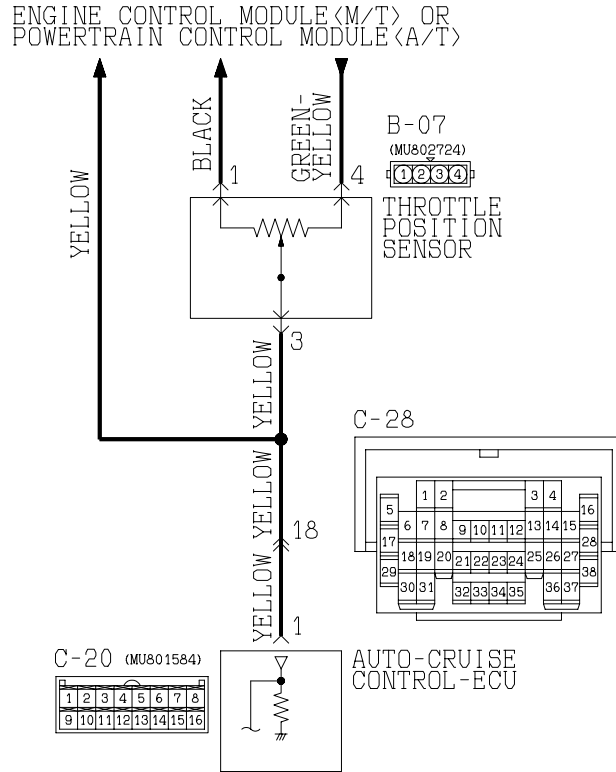 ENGINE CONTROL MODULE<M/T> OR
POWERTRAIN CONTROL MODULE<A/T>
BLACK
GREEN-
YELLOW
B-07
(MU802724)
1 2 3 4
1
4
YELLOW
THROTTLE
POSITION
SENSOR
3
YELLOW
C-28
YELLOW
18
1 2 3 4
5 16
6 7 8 9 10 11 12 13 14 15
17 28
18 19 20 21 22 23 24 25 26 27
29 38
30 31 32 33 34 35 36 37
YELLOW
1
C-20 (MU801584)
1 2 3 4 5 6 7 8
9 10 11 12 13 14 15 16
AUTO-CRUISE
CONTROL-ECU